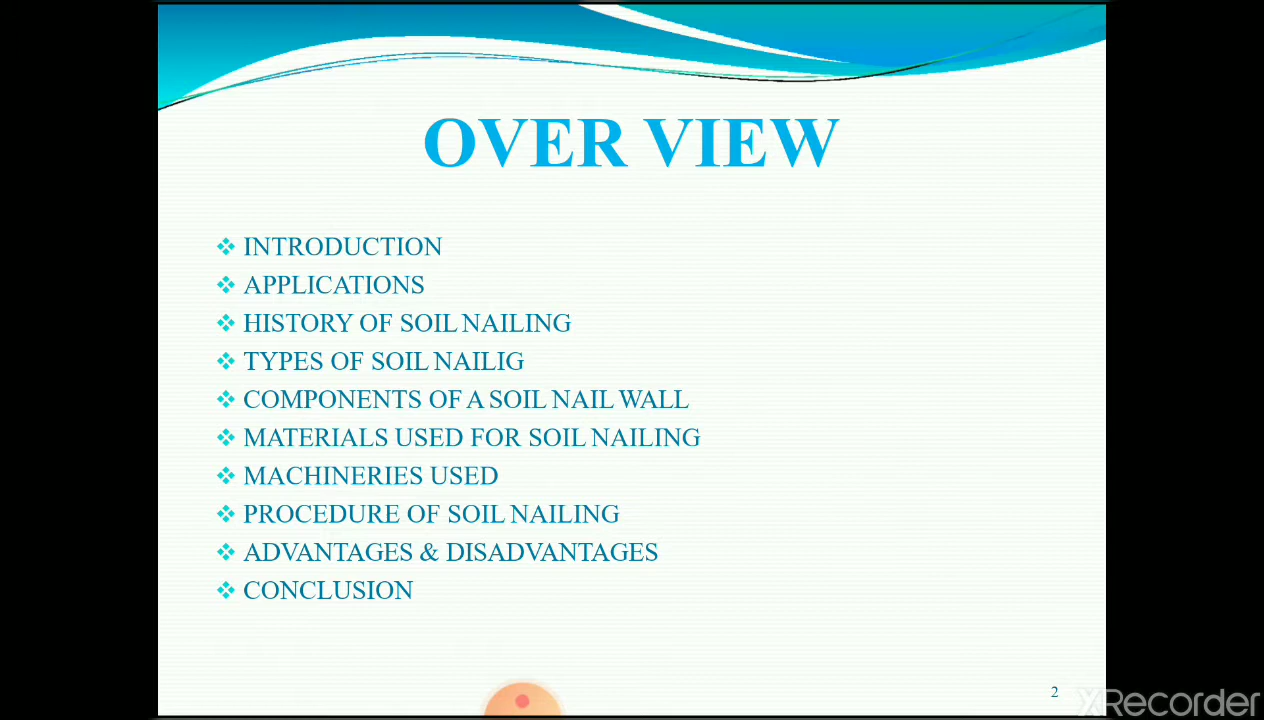 OVER VIEW
INTRODUCTION
APPLICATIONS
HISTORY OF SOIL NAILING
TYPES OF SOIL NAILIG
COMPONENTS OF A SOIL NAIL WALL
MATERIALS USED FOR SOIL NAILING
MACHINERIES USED
PROCEDURE OF SOIL NAILING
ADVANTAGES & DISADVANTAGES
CONCLUSION
2
XRecorder